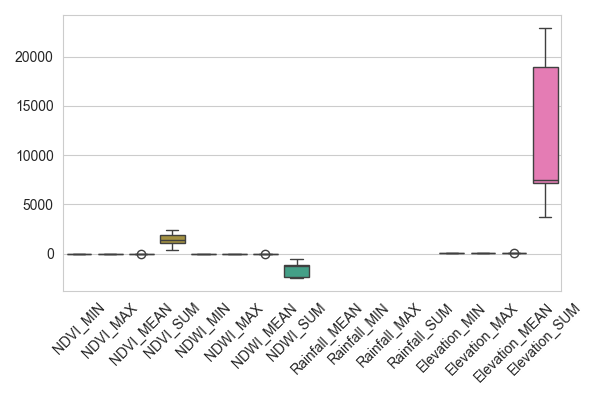 20000
15000
10000
5000
0
NDVI_MIN
NDVI_MAX
NDVI_MEAN
NDVI_SUM
NDWI_MIN
NDWI_MAX
NDWI_MEAN
NDWI_SUM
Rainfall_MEAN
Rainfall_MIN
Rainfall_MAX
Rainfall_SUM
Elevation_MIN
Elevation_MAX
Elevation_MEAN
Elevation_SUM